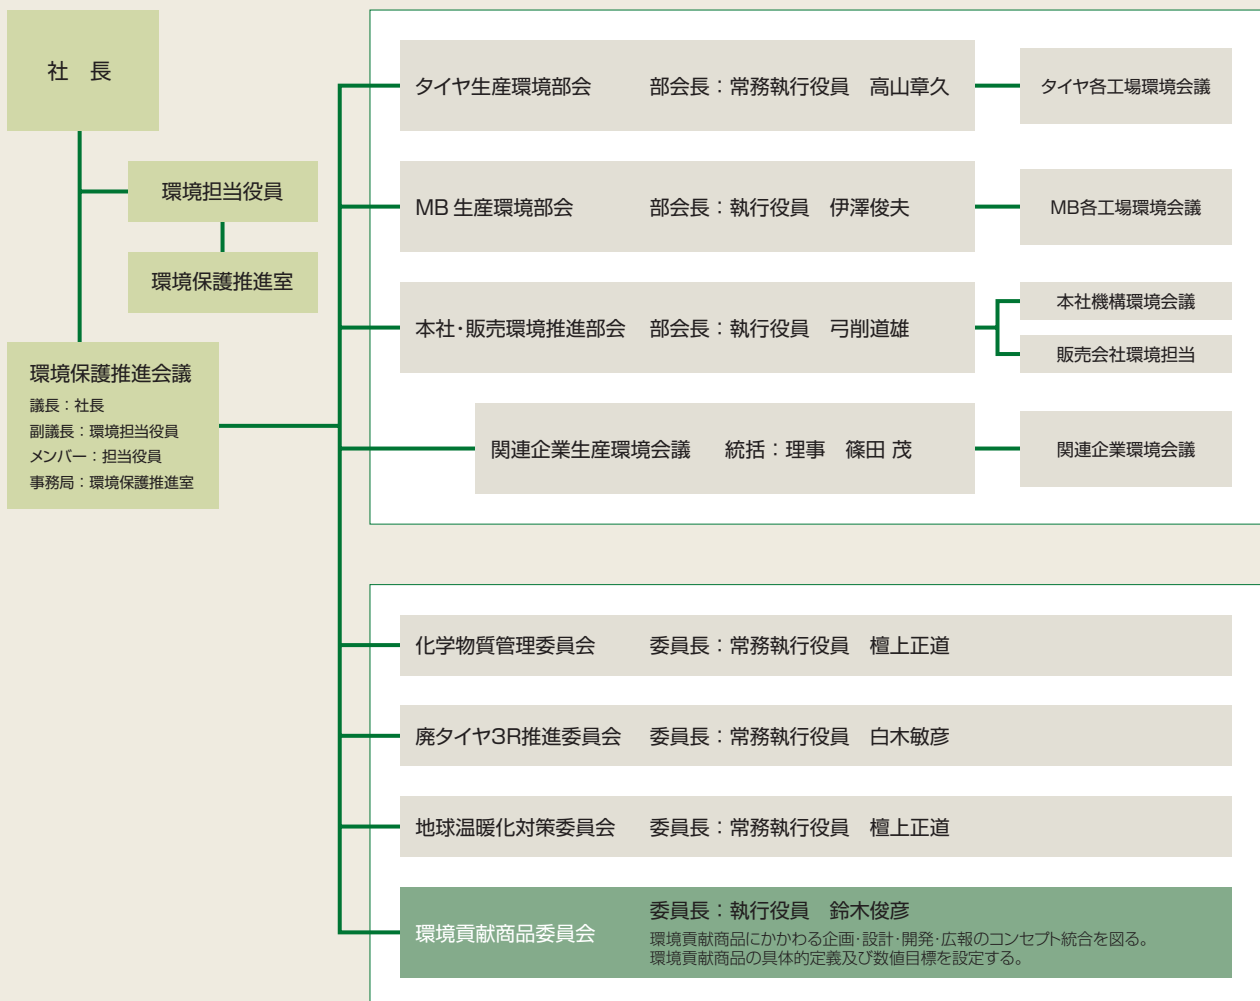 社 長
環境担当役員
環境保護推進室
環境保護推進会議
議長：社長
副議長：環境担当役員
メンバー：担当役員
事務局：環境保護推進室
タイヤ生産環境部会 部会長：常務執行役員 高山章久
タイヤ各工場環境会議
MB生産環境部会 部会長：執行役員 伊澤俊夫
MB各工場環境会議
本社・販売環境推進部会 部会長：執行役員 弓削道雄
本社機構環境会議
販売会社環境担当
関連企業生産環境会議 統括：理事 篠田 茂
関連企業環境会議
化学物質管理委員会 委員長：常務執行役員 檀上正道
廃タイヤ3R推進委員会 委員長：常務執行役員 白木敏彦
地球温暖化対策委員会 委員長：常務執行役員 檀上正道
環境貢献商品委員会
委員長：執行役員 鈴木俊彦
環境貢献商品にかかわる企画・設計・開発・広報のコンセプト統合を図る。
環境貢献商品の具体的定義及び数値目標を設定する。